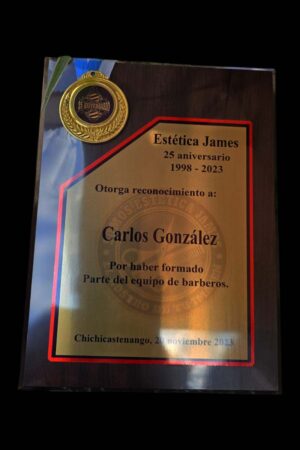 Estética James
25 aniversario
1998 - 2023
Otorga reconocimiento a:
Carlos González
Por haber formado
Parte del equipo de barberos.
Chichicastenango, noviembre 2023